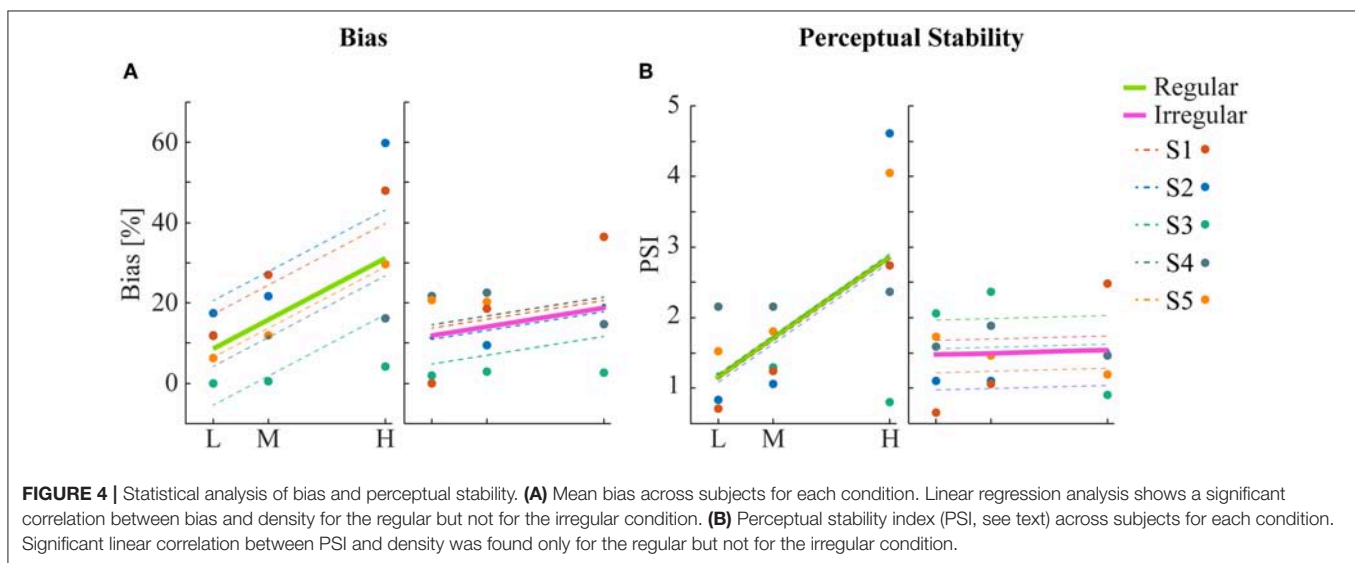 Bias
Perceptual Stability
A
Bias [%]
60
40
20
0
L M H
B
PSI
5
4
3
2
1
L M H
Regular
Irregular
S1
S2
S3
S4
S5
FIGURE 4 | Statistical analysis of bias and perceptual stability. (A) Mean bias across subjects for each condition. Linear regression analysis shows a significant
correlation between bias and density for the regular but not for the irregular condition. (B) Perceptual stability index (PSI, see text) across subjects for each condition.
Significant linear correlation between PSI and density was found only for the regular but not for the irregular condition.